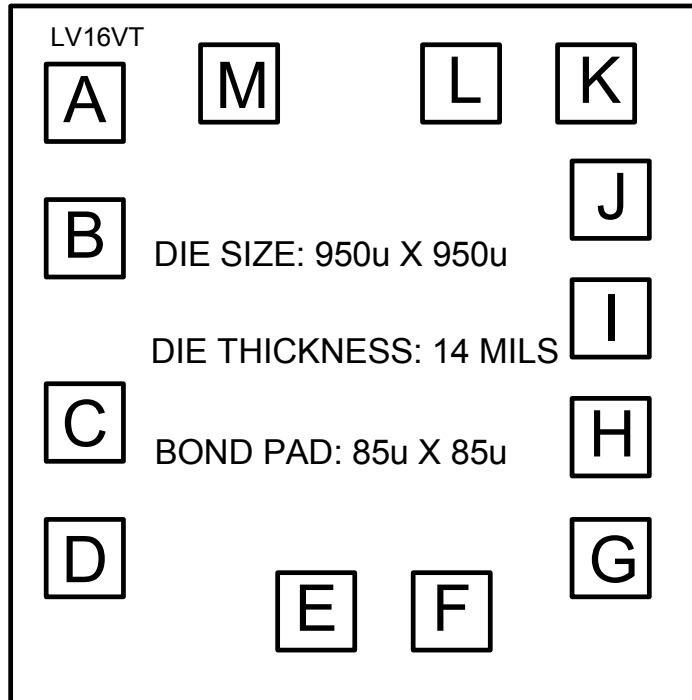 LV16VT
A
M
L
K
J
B
DIE SIZE: 950u X 950u
I
DIE THICKNESS: 14 MILS
C
H
BOND PAD: 85u X 85u
D
G
E
F